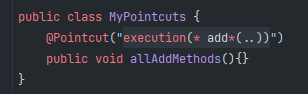 public class MyPointcuts {
@Pointcut("execution(* add*(..))")
public void allAddMethods(){}
}